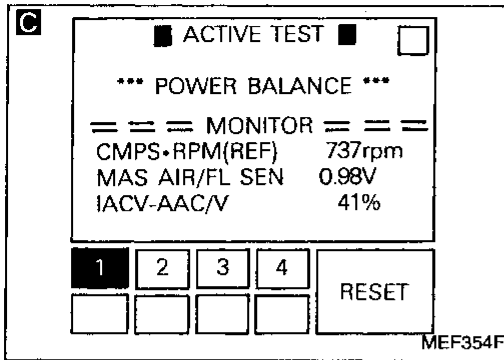 C
■ ACTIVE TEST ■
*** POWER BALANCE ***
= = = MONITOR = = =
CMPS•RPM(REF) 737rpm
MAS AIR/FL SEN 0.98V
IACV-AAC/V 41%
1 2 3 4
RESET
MEF354F